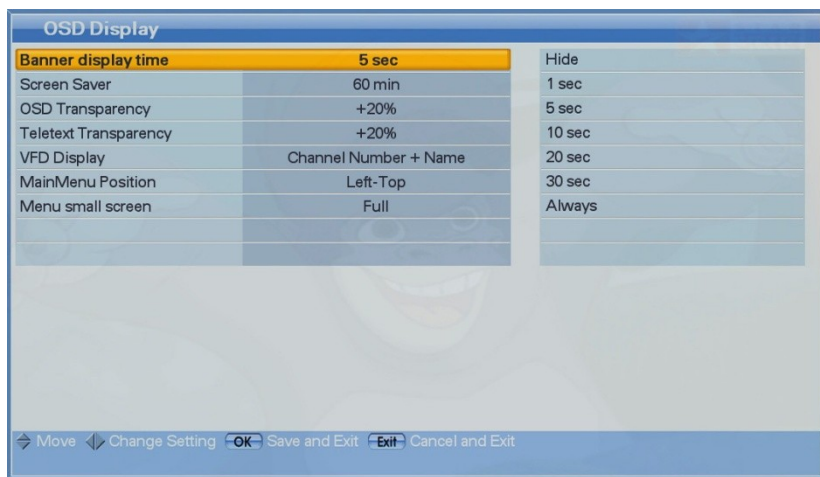 OSD Display
Banner display time 5 sec
Screen Saver 60 min
OSD Transparency +20%
Teletext Transparency +20%
VFD Display Channel Number + Name
MainMenu Position Left-Top
Menu small screen Full
Hide
1 sec
5 sec
10 sec
20 sec
30 sec
Always
Move Change Setting OK Save and Exit Exit Cancel and Exit